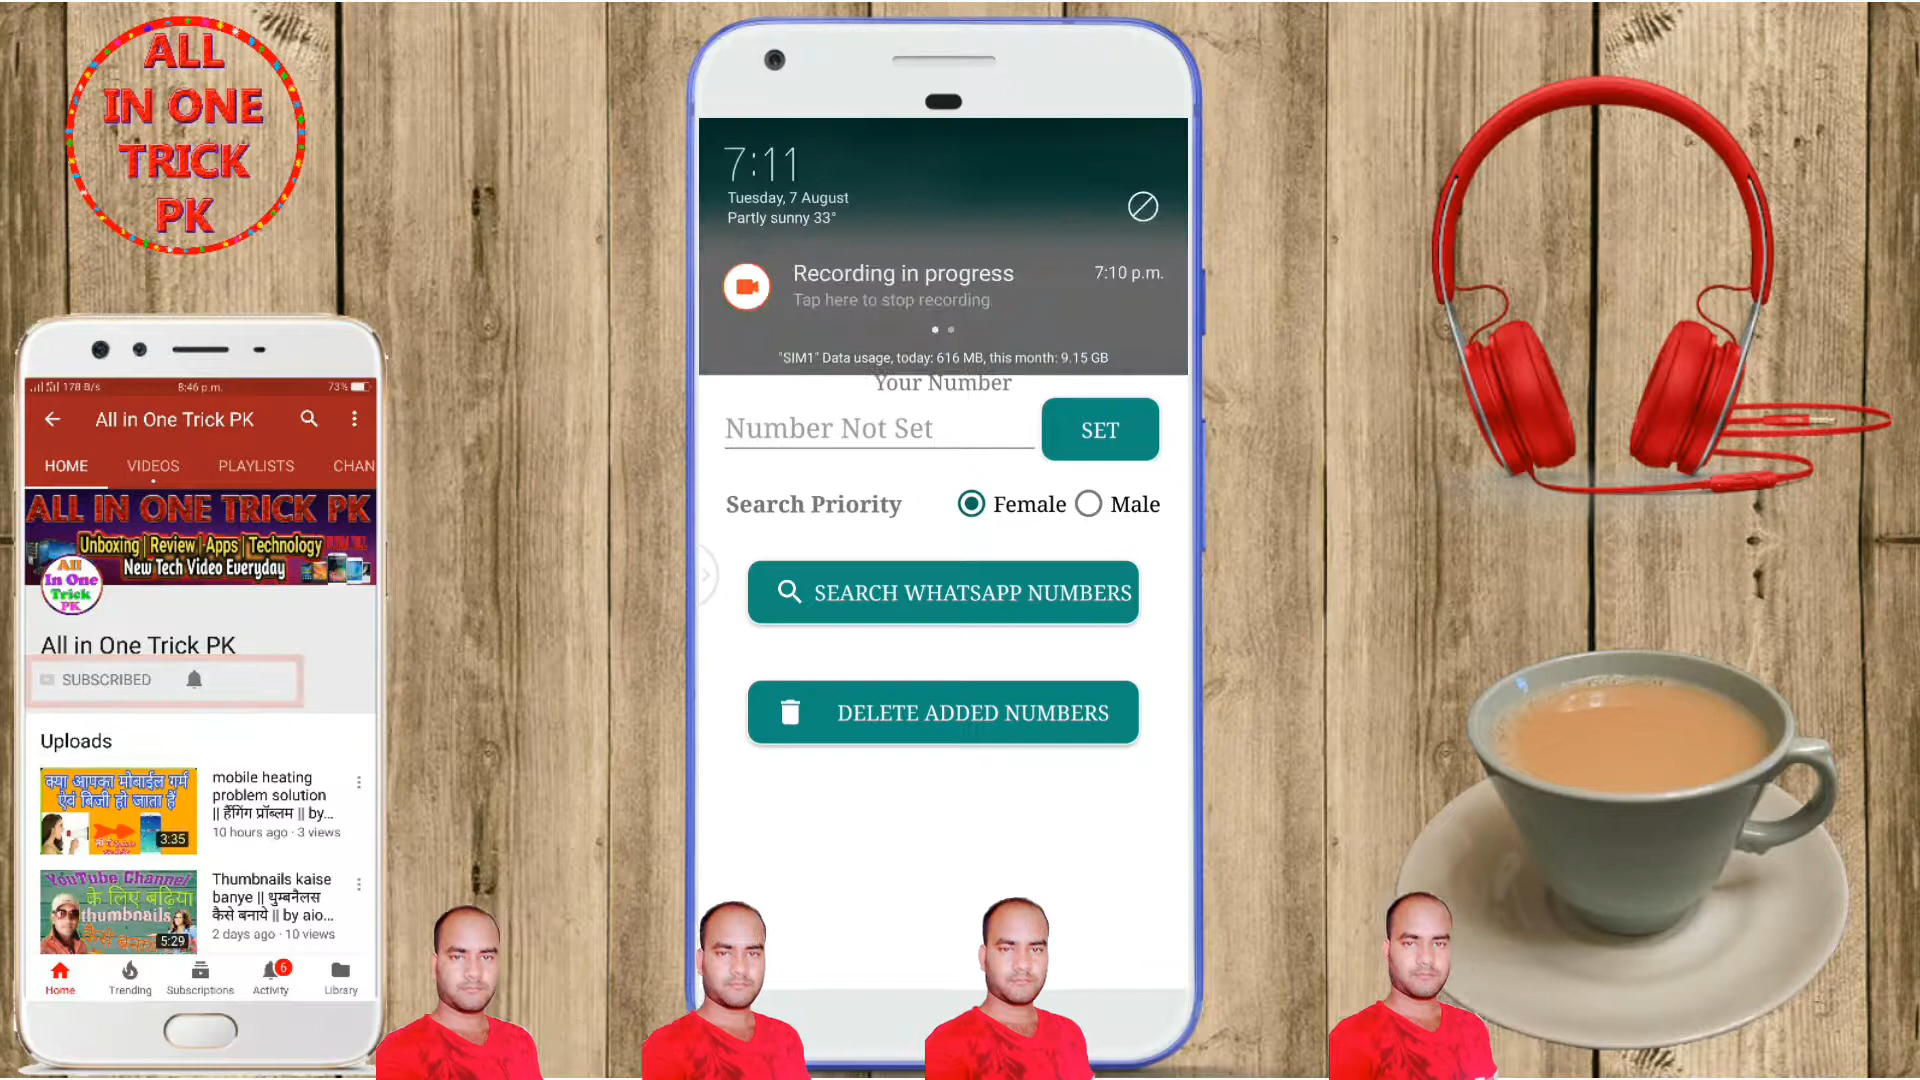 ALL
IN ONE
TRICK
PK
178 B/s
8:46 p.m.
73%
All in One Trick PK
HOME
VIDEOS
PLAYLISTS
CHAN
ALL IN ONE TRICK PK
Unboxing | Review | Apps | Technology
New Tech Video Everyday
All
In One
Trick
PK
All in One Trick PK
SUBSCRIBED
Uploads
क्या आपका मोबाईल गर्म
एवं बिजी हो जाता हैं
3:35
mobile heating
problem solution
|| हैंगिंग प्रॉब्लम || by...
10 hours ago · 3 views
YouTube Channel
के लिए बढ़िया
thumbnails
कैसे बनाये
5:29
Thumbnails kaise
banye || थुम्बनैलस
कैसे बनाये || by aio...
2 days ago · 10 views
Home
Trending
Subscriptions
6
Activity
Library
7:11
Tuesday, 7 August
Partly sunny 33°
Recording in progress
7:10 p.m.
Tap here to stop recording
"SIM1" Data usage, today: 616 MB, this month: 9.15 GB
Your Number
Number Not Set
SET
Search Priority
Female
Male
SEARCH WHATSAPP NUMBERS
DELETE ADDED NUMBERS